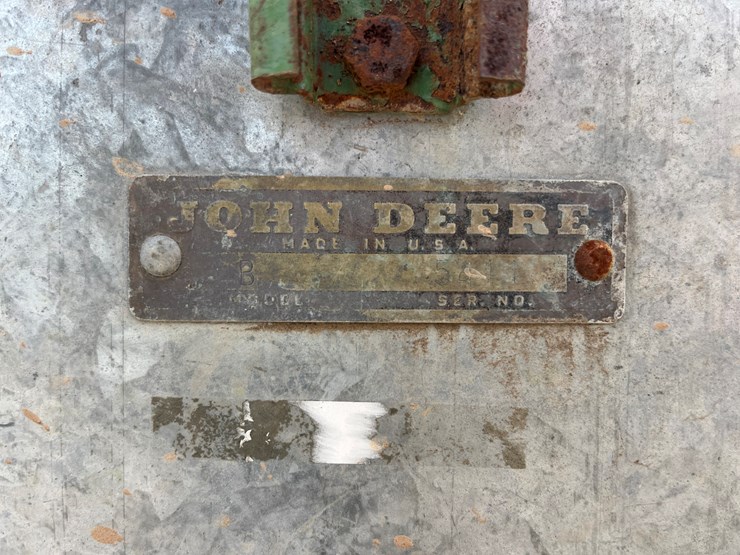 JOHN DEERE
MADE IN U.S.A.
B
MODEL SER. NO.